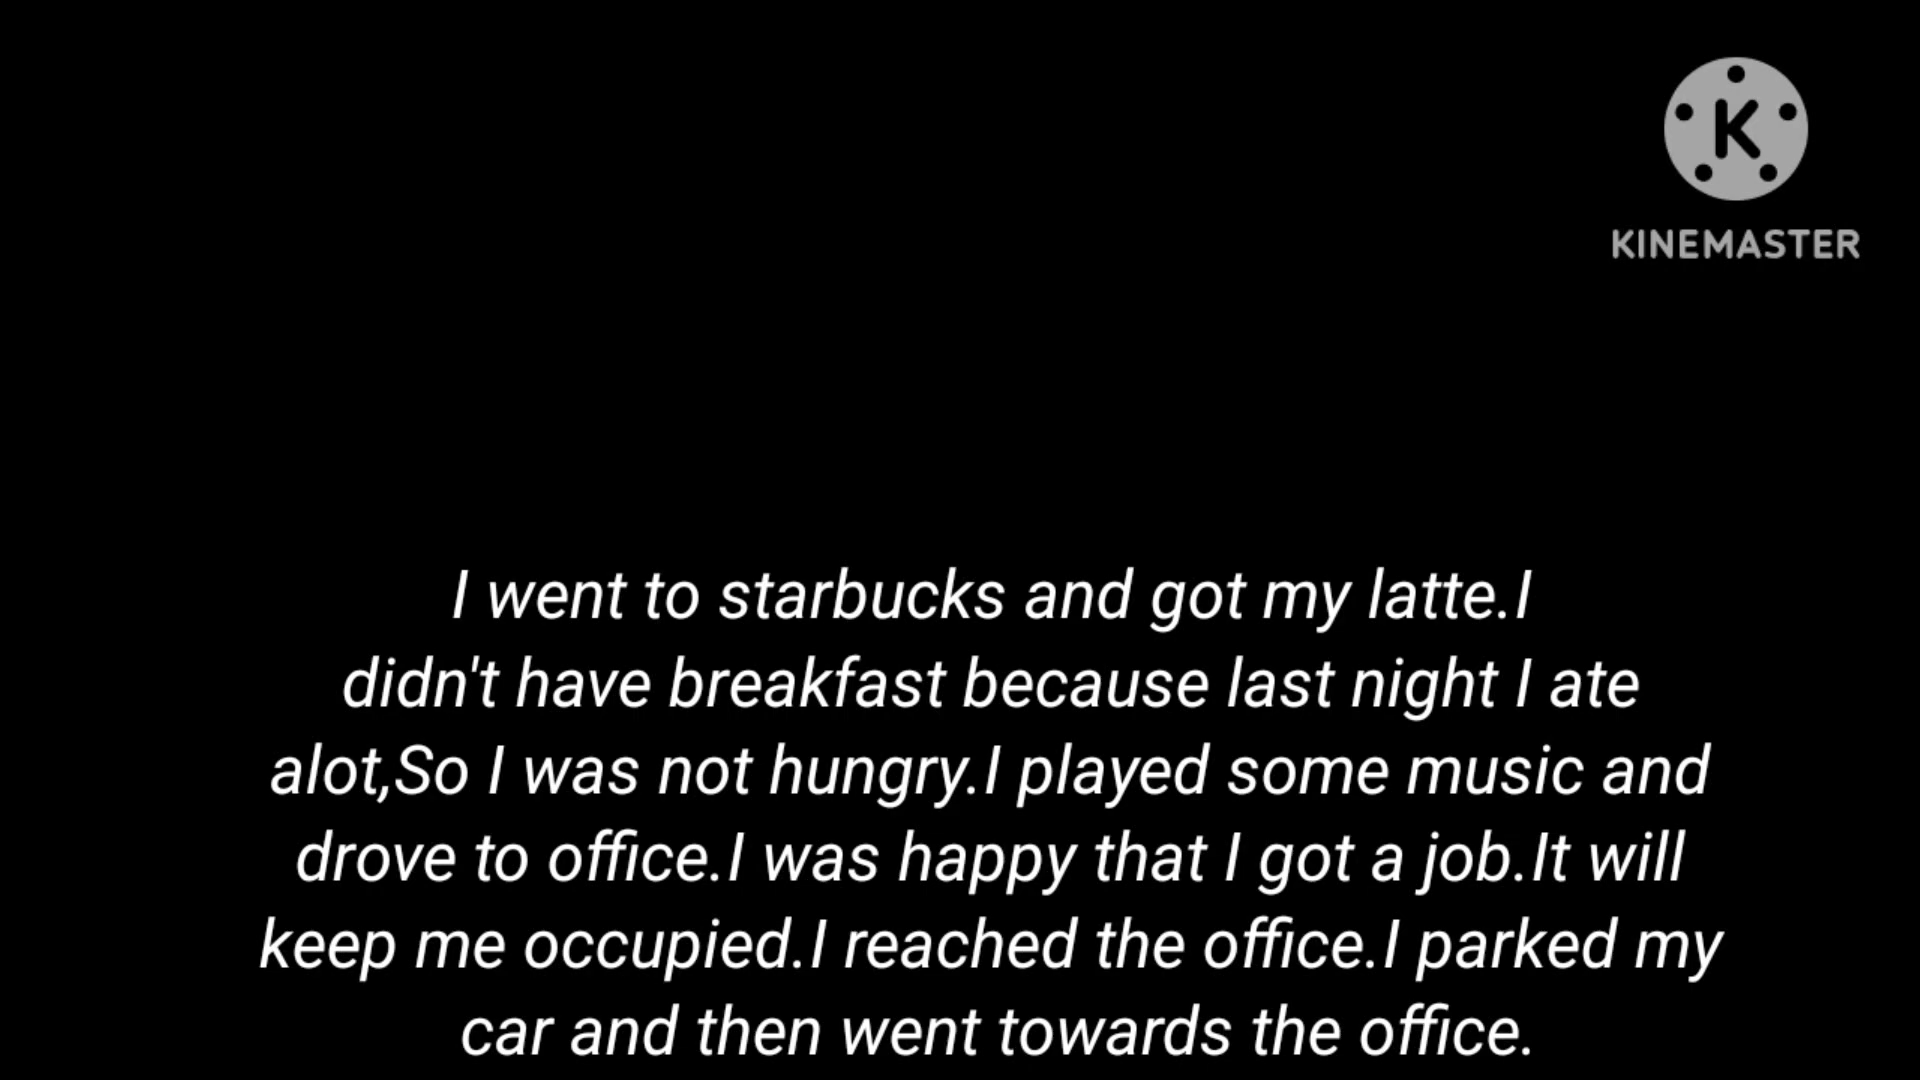 K
KINEMASTER
I went to starbucks and got my latte.I
didn't have breakfast because last night I ate
alot,So I was not hungry.I played some music and
drove to office.I was happy that I got a job.It will
keep me occupied.I reached the office.I parked my
car and then went towards the office.